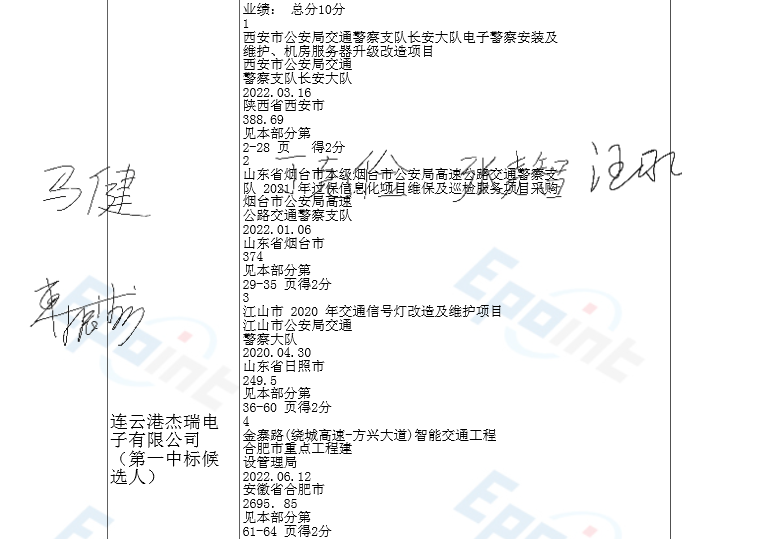 业绩： 总分10分
1
西安市公安局交通警察支队长安大队电子警察安装及
维护、机房服务器升级改造项目
西安市公安局交通
警察支队长安大队
2022.03.16
陕西省西安市
388.69
见本部分第
2-28 页 得2分
2
山东省烟台市本级烟台市公安局高速公路交通警察支
队 2021 年过保信息化项目维保及巡检服务项目采购
烟台市公安局高速
公路交通警察支队
2022.01.06
山东省烟台市
374
见本部分第
29-35 页得2分
3
江山市 2020 年交通信号灯改造及维护项目
江山市公安局交通
警察大队
2020.04.30
山东省日照市
249.5
见本部分第
36-60 页得2分
4
金寨路(绕城高速-方兴大道)智能交通工程
合肥市重点工程建
设管理局
2022.06.12
安徽省合肥市
2695. 85
见本部分第
61-64 页得2分
连云港杰瑞电
子有限公司
（第一中标候
选人）
马健
Epoint
Epoint
Epoint